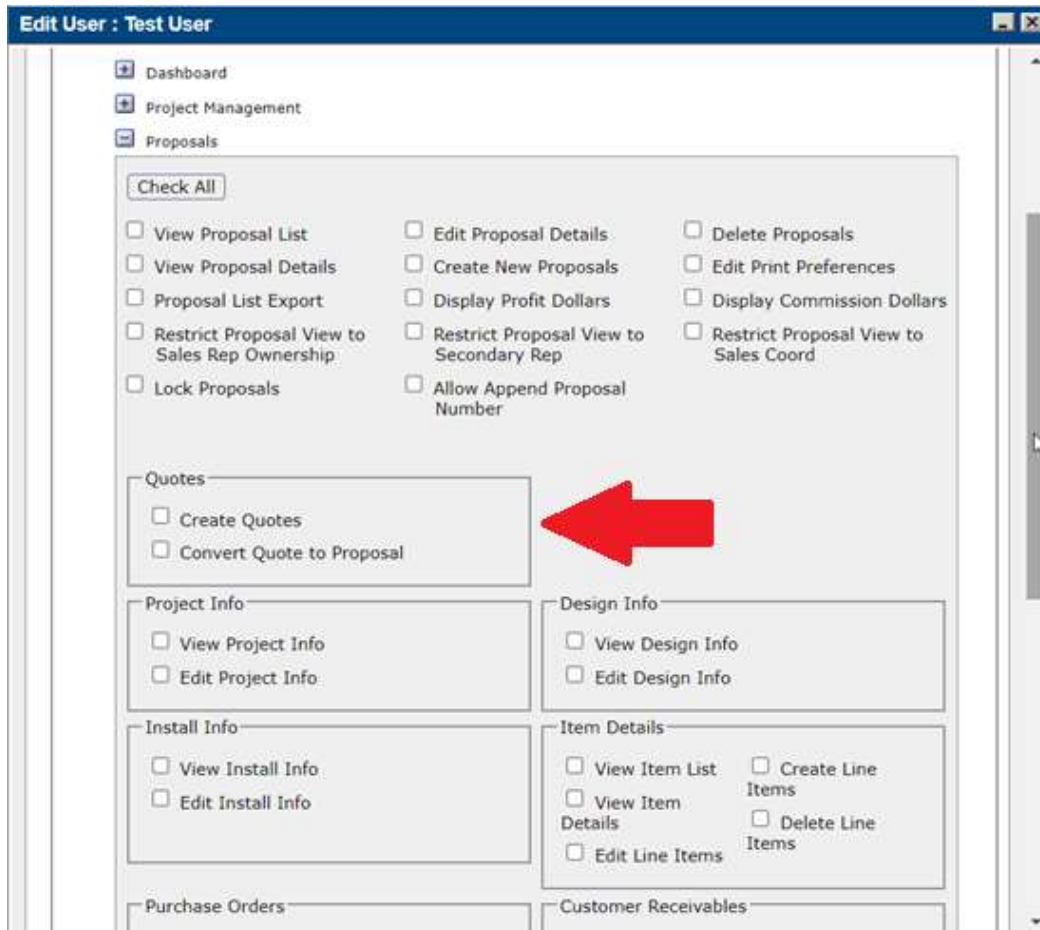 Edit User : Test User
Dashboard
Project Management
Proposals
Check All
View Proposal List
Edit Proposal Details
Delete Proposals
View Proposal Details
Create New Proposals
Edit Print Preferences
Proposal List Export
Display Profit Dollars
Display Commission Dollars
Restrict Proposal View to
Sales Rep Ownership
Restrict Proposal View to
Secondary Rep
Restrict Proposal View to
Sales Coord
Lock Proposals
Allow Append Proposal
Number
Quotes
Create Quotes
Convert Quote to Proposal
Project Info
View Project Info
Edit Project Info
Design Info
View Design Info
Edit Design Info
Install Info
View Install Info
Edit Install Info
Item Details
View Item List
View Item
Details
Edit Line Items
Create Line
Items
Delete Line
Items
Purchase Orders
Customer Receivables